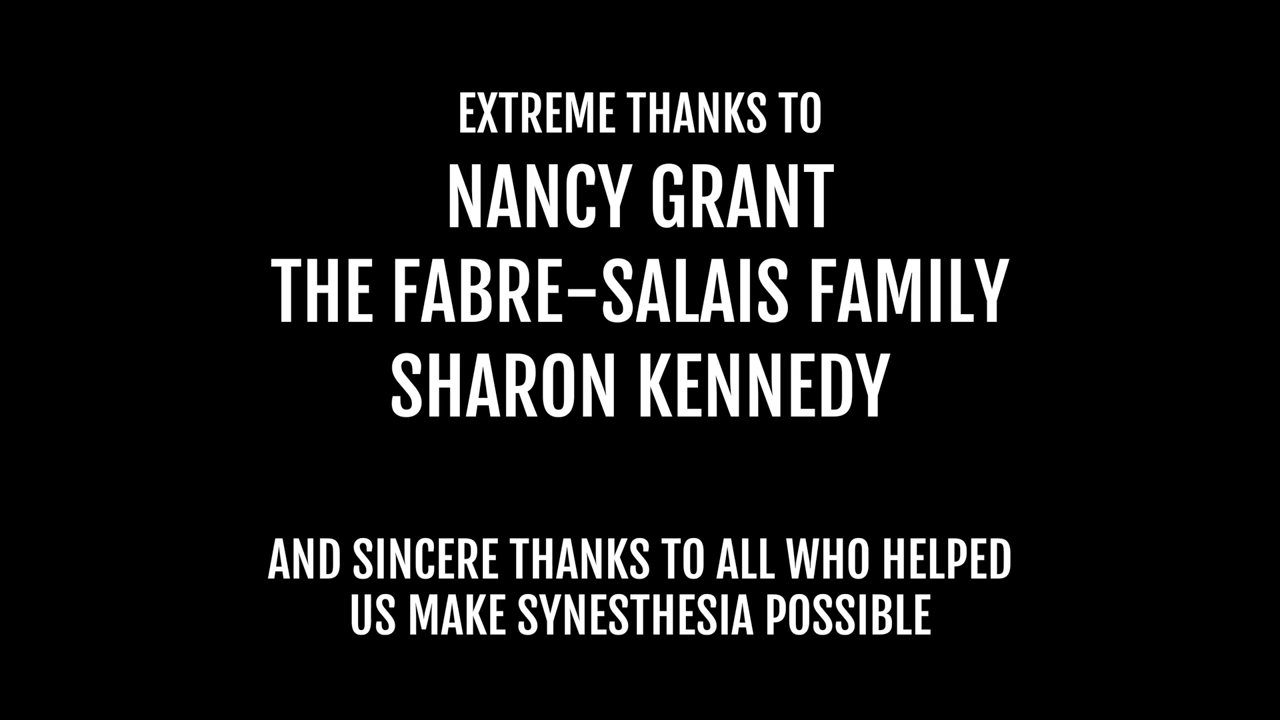 EXTREME THANKS TO
NANCY GRANT
THE FABRE-SALAIS FAMILY
SHARON KENNEDY
AND SINCERE THANKS TO ALL WHO HELPED
US MAKE SYNESTHESIA POSSIBLE